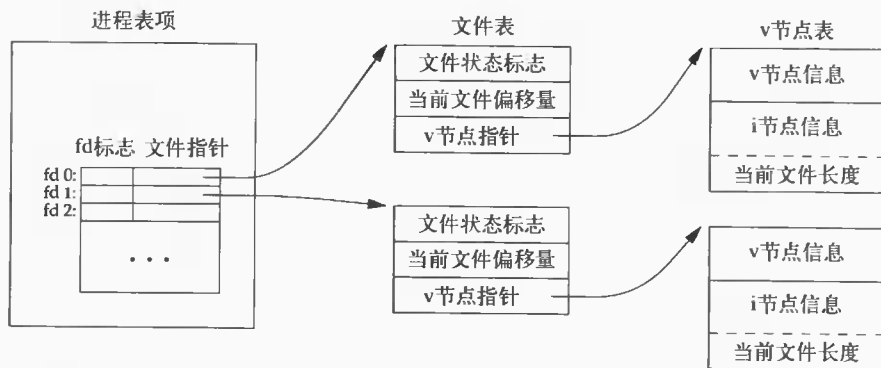 进程表项
fd标志 文件指针
fd 0:
fd 1:
fd 2:
• • •
文件表
文件状态标志
当前文件偏移量
v节点指针
文件状态标志
当前文件偏移量
v节点指针
v节点表
v节点信息
i节点信息
当前文件长度
v节点信息
i节点信息
当前文件长度